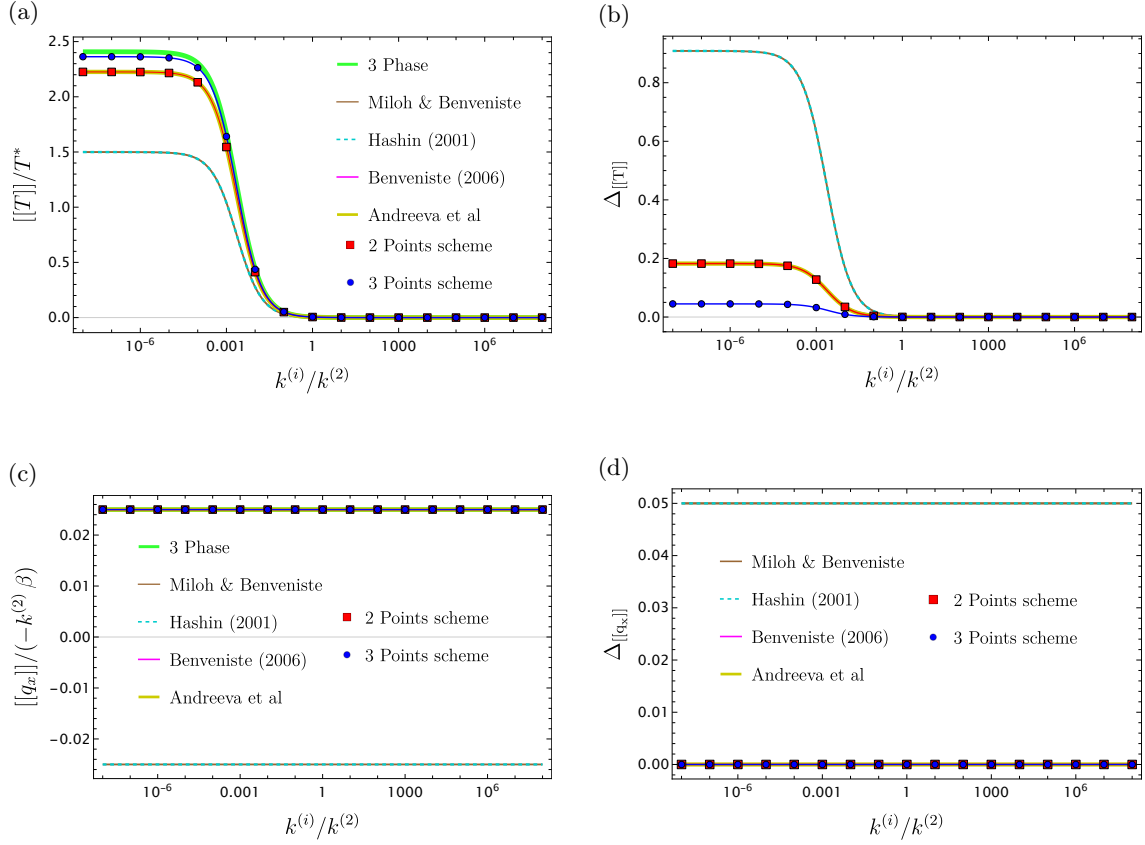 (a)
[[T]]/T*
2.5
2.0
1.5
1.0
0.5
0.0
3 Phase
Miloh & Benveniste
Hashin (2001)
Benveniste (2006)
Andreeva et al
2 Points scheme
3 Points scheme
10^-6 0.001 1 1000 10^6
k^(i)/k^(2)
(b)
Δ[[T]]
0.8
0.6
0.4
0.2
0.0
10^-6 0.001 1 1000 10^6
k^(i)/k^(2)
(c)
[[q_x]]/(-k^(2) β)
0.02
0.01
0.00
-0.01
-0.02
3 Phase
Miloh & Benveniste
Hashin (2001)
Benveniste (2006)
Andreeva et al
2 Points scheme
3 Points scheme
10^-6 0.001 1 1000 10^6
k^(i)/k^(2)
(d)
Δ[[q_x]]
0.05
0.04
0.03
0.02
0.01
0.00
Miloh & Benveniste
Hashin (2001)
Benveniste (2006)
Andreeva et al
2 Points scheme
3 Points scheme
10^-6 0.001 1 1000 10^6
k^(i)/k^(2)